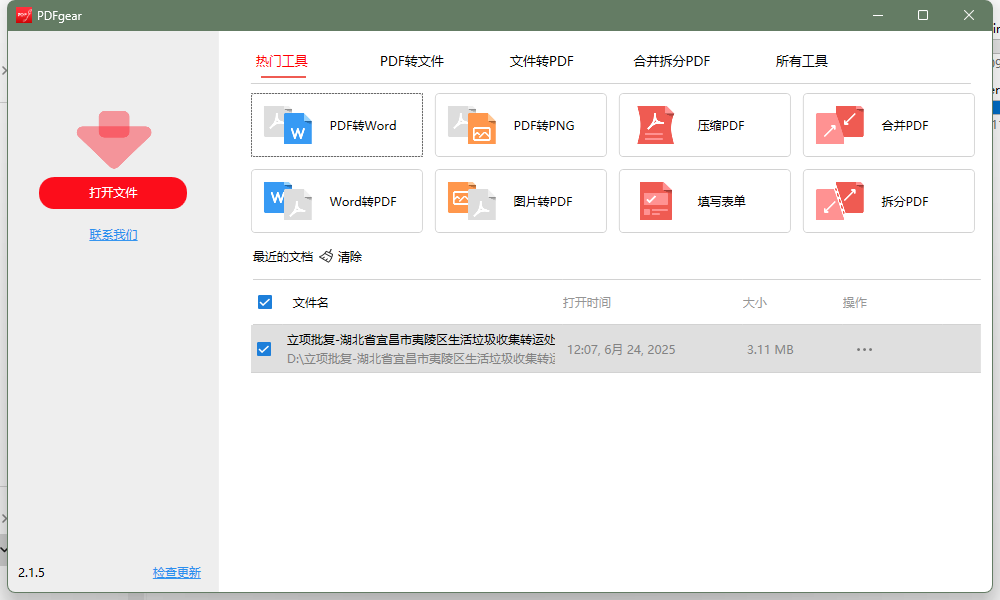 PDFgear
热门工具 PDF转文件 文件转PDF 合并拆分PDF 所有工具
PDF转Word PDF转PNG 压缩PDF 合并PDF
Word转PDF 图片转PDF 填写表单 拆分PDF
打开文件
联系我们
最近的文档 清除
文件名 打开时间 大小 操作
立项批复-湖北省宜昌市夷陵区生活垃圾收集转运处
D:\立项批复-湖北省宜昌市夷陵区生活垃圾收集转运
12:07, 6月 24, 2025 3.11 MB
2.1.5 检查更新